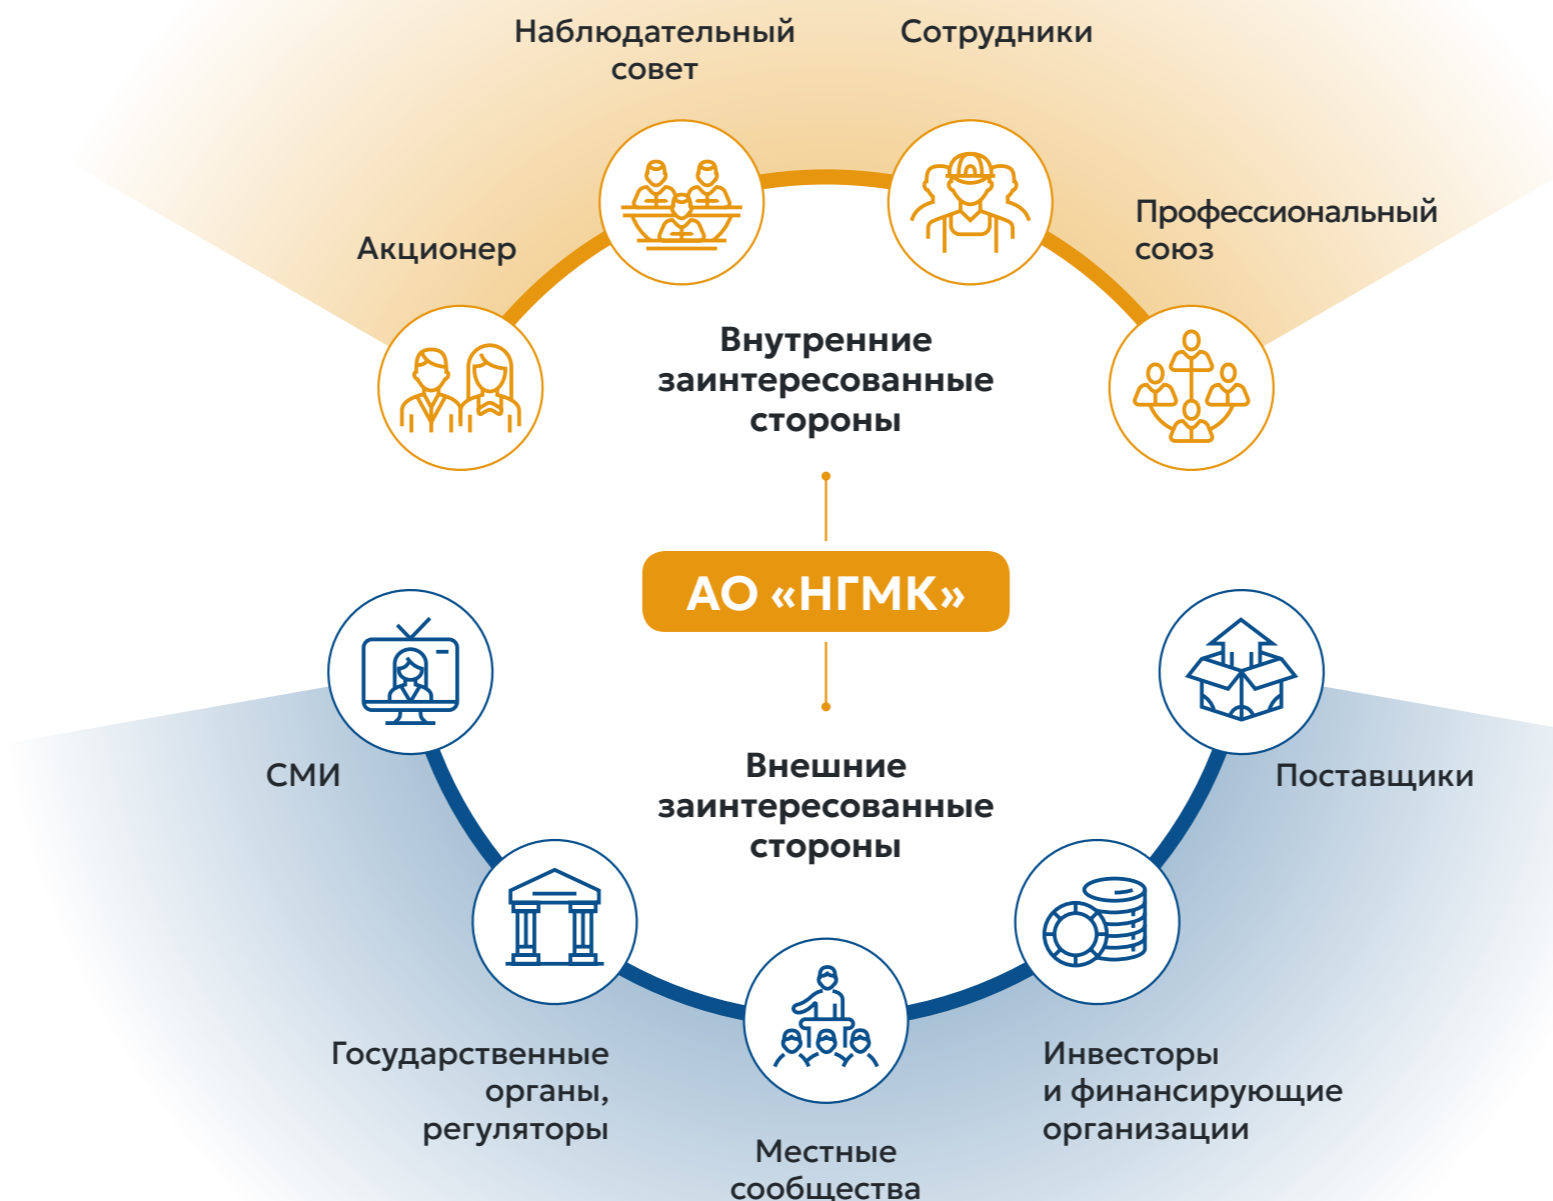 Наблюдательный
совет
Сотрудники
Акционер
Профессиональный
союз
Внутренние
заинтересованные
стороны
АО «НГМК»
Внешние
заинтересованные
стороны
СМИ
Поставщики
Государственные
органы,
регуляторы
Местные
сообщества
Инвесторы
и финансирующие
организации